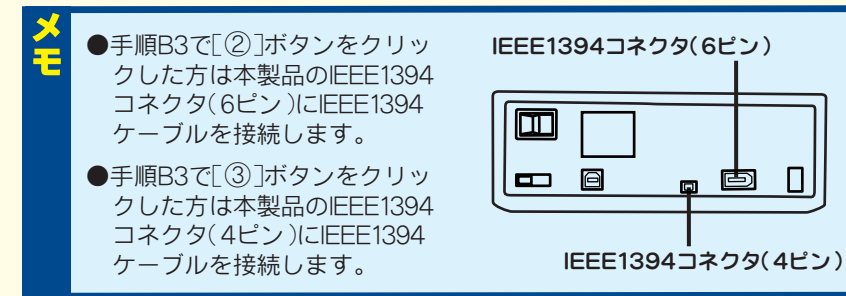 メモ
●手順B3で[②]ボタンをクリッ
クした方は本製品のIEEE1394
コネクタ(6ピン)にIEEE1394
ケーブルを接続します。
●手順B3で[③]ボタンをクリッ
クした方は本製品のIEEE1394
コネクタ(4ピン)にIEEE1394
ケーブルを接続します。
IEEE1394コネクタ(6ピン)
IEEE1394コネクタ(4ピン)